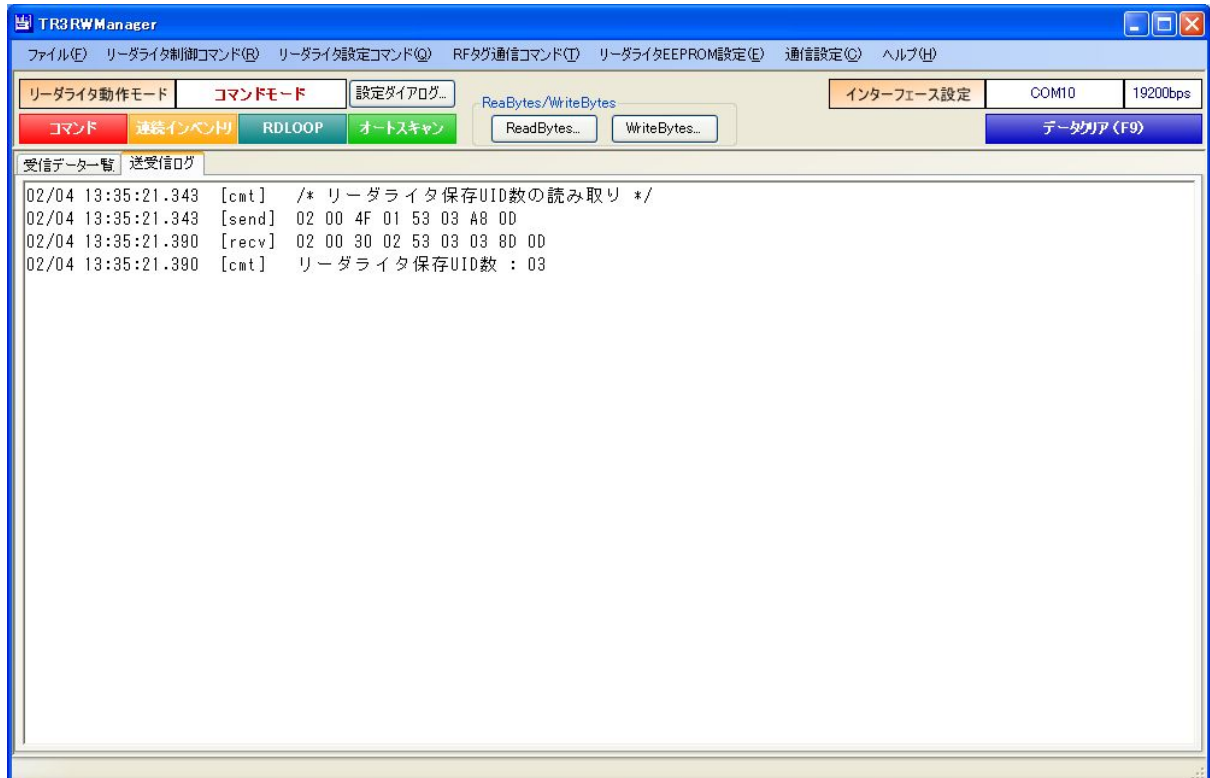 TR3RWManager
ファイル(F) リーダライタ制御コマンド(R) リーダライタ設定コマンド(Q) RFタグ通信コマンド(T) リーダライタEEPROM設定(E) 通信設定(C) ヘルプ(H)
リーダライタ動作モード コマンドモード 設定ダイアログ... ReaBytes/WriteBytes インターフェース設定 COM10 19200bps
コマンド 連続インベントリ RDLOOP オートスキャン ReadBytes... WriteBytes... データクリア(F9)
受信データ一覧 送受信ログ
02/04 13:35:21.343 [cmt] /* リーダライタ保存UID数の読み取り */
02/04 13:35:21.343 [send] 02 00 4F 01 53 03 A8 0D
02/04 13:35:21.390 [recv] 02 00 30 02 53 03 03 8D 0D
02/04 13:35:21.390 [cmt] リーダライタ保存UID数 : 03